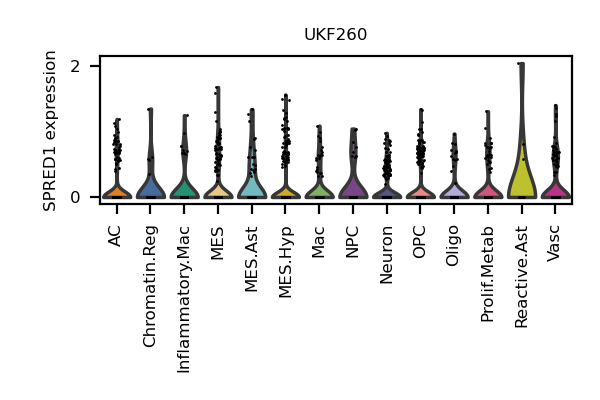 UKF260
SPRED1 expression
2
0
AC
Chromatin.Reg
Inflammatory.Mac
MES
MES.Ast
MES.Hyp
Mac
NPC
Neuron
OPC
Oligo
Prolif.Metab
Reactive.Ast
Vasc